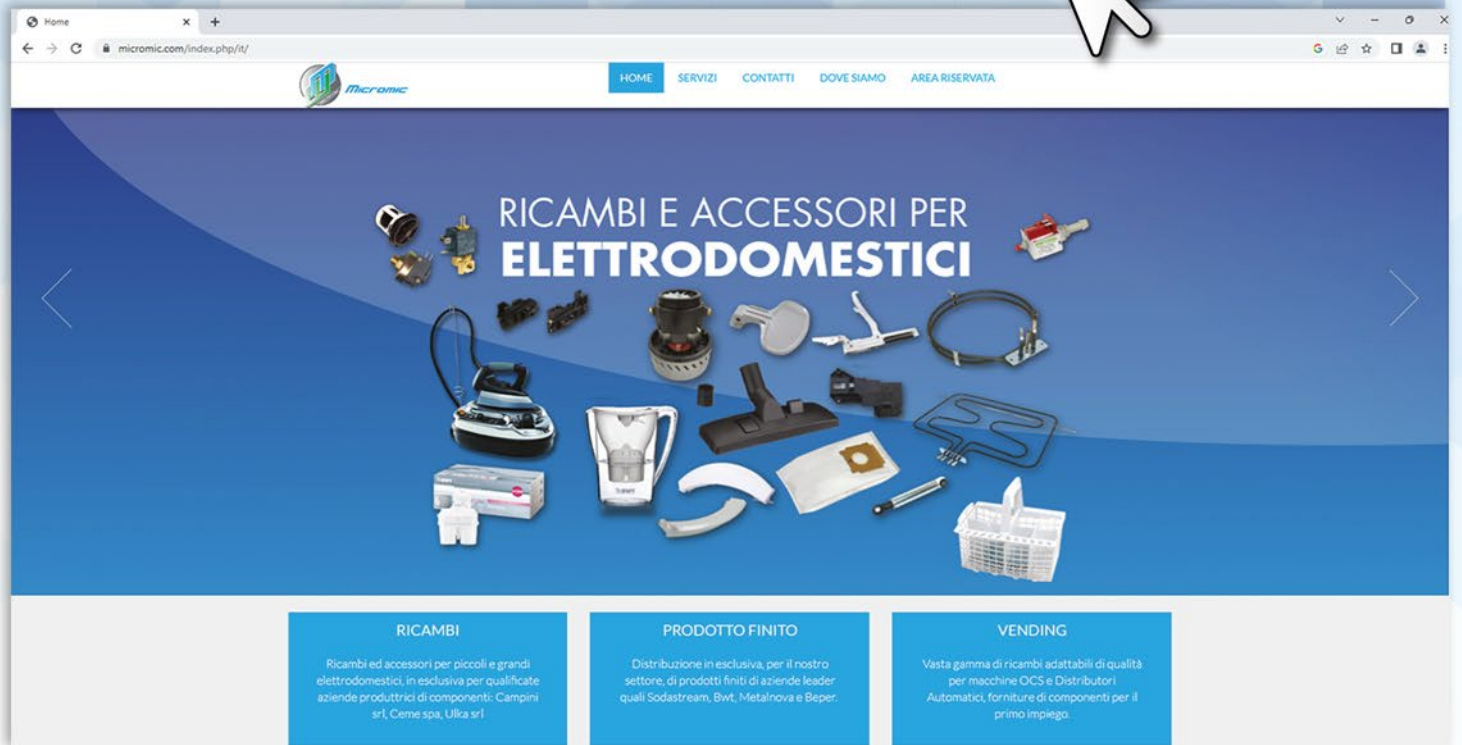 Home
micromic.com/index.php/it/
Micromic
HOME SERVIZI CONTATTI DOVE SIAMO AREA RISERVATA
RICAMBI E ACCESSORI PER
ELETTRODOMESTICI
RICAMBI
Ricambi ed accessori per piccoli e grandi
elettrodomestici, in esclusiva per qualificate
aziende produttrici di componenti: Campini
srl, Ceme spa, Ulka srl
PRODOTTO FINITO
Distribuzione in esclusiva, per il nostro
settore, di prodotti finiti di aziende leader
quali Sodastream, Bwt, Metalnova e Beper.
VENDING
Vasta gamma di ricambi adattabili di qualità
per macchine OCS e Distributori
Automatici, forniture di componenti per il
primo impiego.